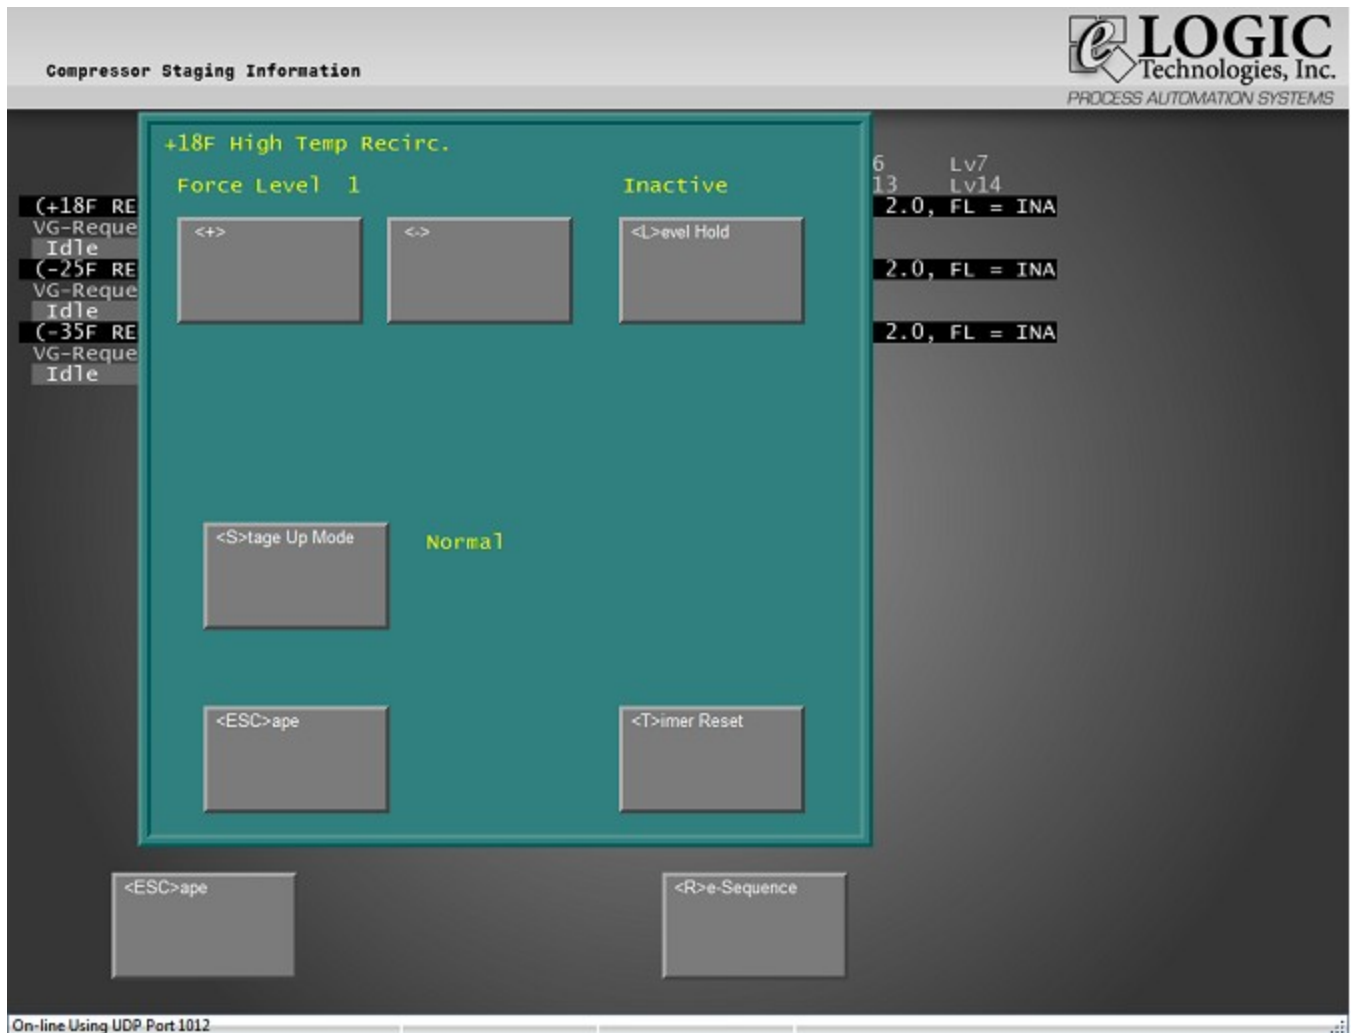 LOGIC
Technologies, Inc.
PROCESS AUTOMATION SYSTEMS
Compressor Staging Information
+18F High Temp Recirc.
6 Lv7
Force Level 1 Inactive
13 Lv14
(+18F RE 2.0, FL = INA
VG-Reque
Idle
(-25F RE 2.0, FL = INA
VG-Reque
Idle
(-35F RE 2.0, FL = INA
VG-Reque
Idle
<+> <-> <L>evel Hold
<S>tage Up Mode Normal
<ESC>ape <T>imer Reset
<ESC>ape <R>e-Sequence
On-line Using UDP Port 1012